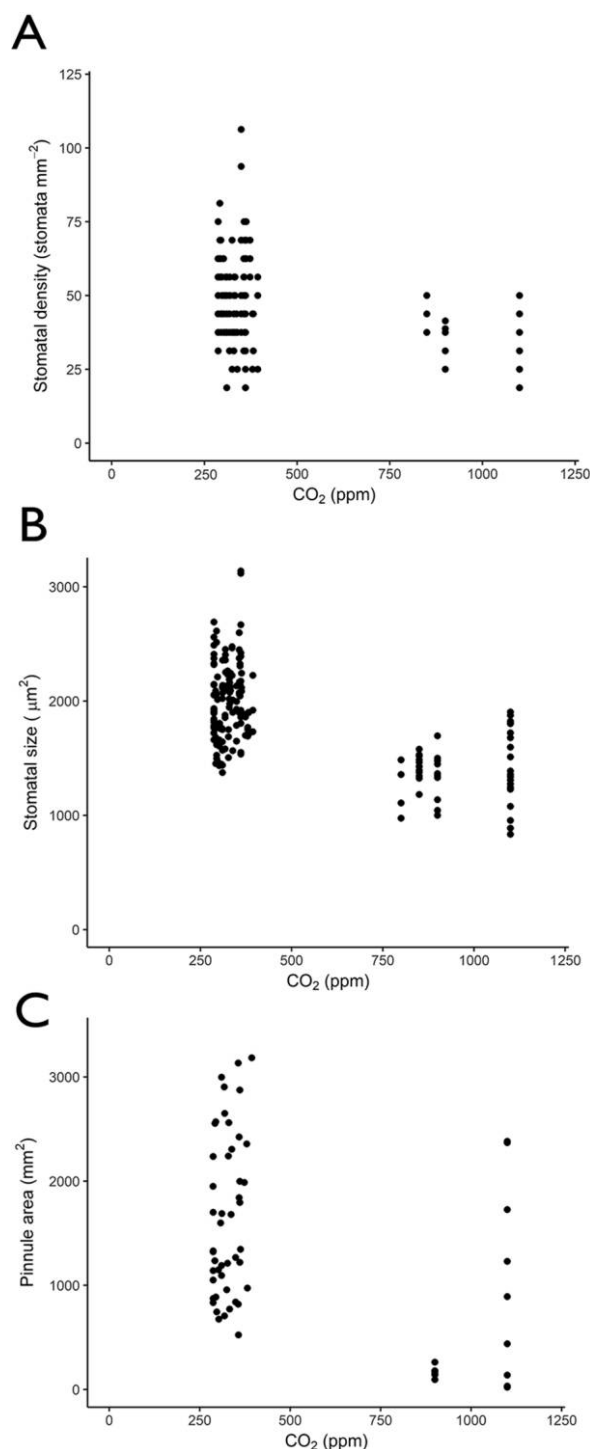 A
125
100
75
50
25
0
Stomatal density (stomata mm⁻²)
0 250 500 750 1000 1250
CO₂ (ppm)
B
3000
2000
1000
0
Stomatal size ( μm²)
0 250 500 750 1000 1250
CO₂ (ppm)
C
3000
2000
1000
0
Pinnule area (mm²)
0 250 500 750 1000 1250
CO₂ (ppm)